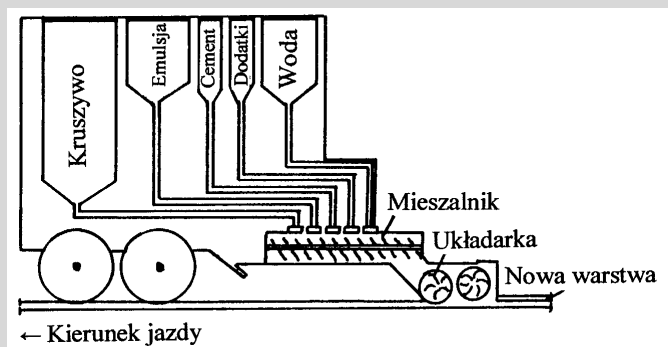 Kruszywo
Emulsja
Cement
Dodatki
Woda
Mieszalnik
Układarka
Nowa warstwa
← Kierunek jazdy